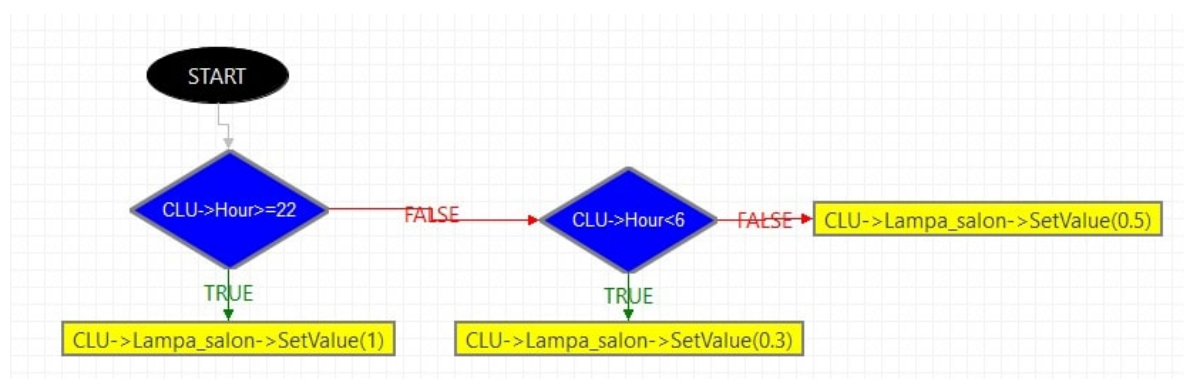 START
CLU->Hour>=22
FALSE
CLU->Hour<6
FALSE
CLU->Lampa_salon->SetValue(0.5)
TRUE
TRUE
CLU->Lampa_salon->SetValue(1)
CLU->Lampa_salon->SetValue(0.3)